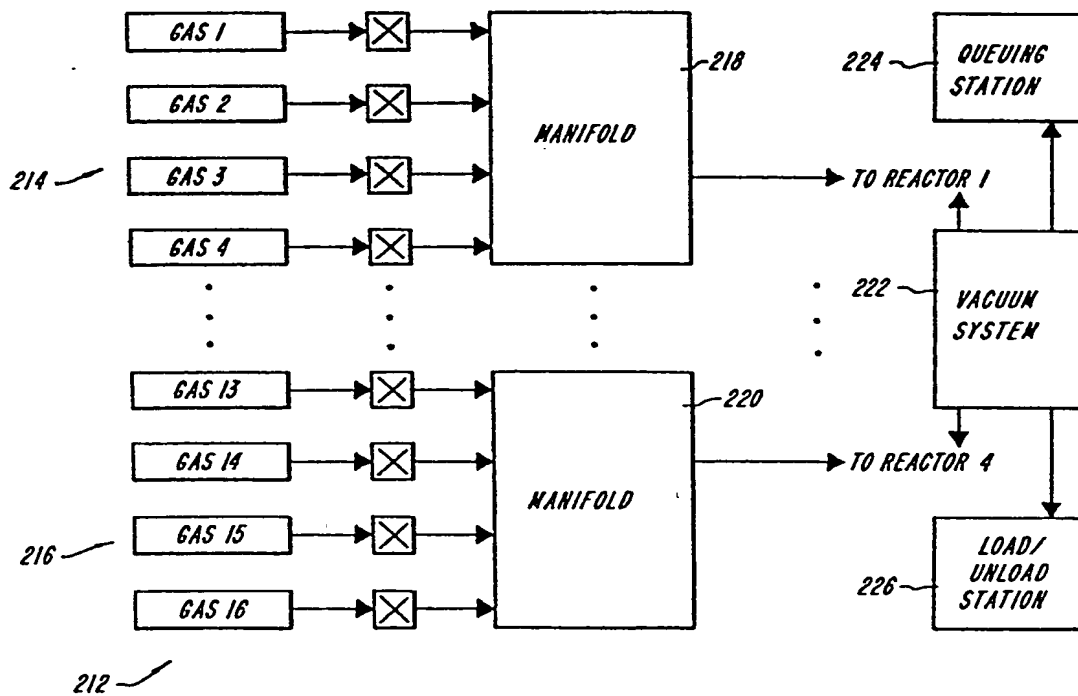 GAS 1
GAS 2
GAS 3
GAS 4
214
MANIFOLD
218
TO REACTOR 1
224
QUEUING
STATION
222
VACUUM
SYSTEM
GAS 13
GAS 14
GAS 15
GAS 16
216
212
MANIFOLD
220
TO REACTOR 4
226
LOAD/
UNLOAD
STATION